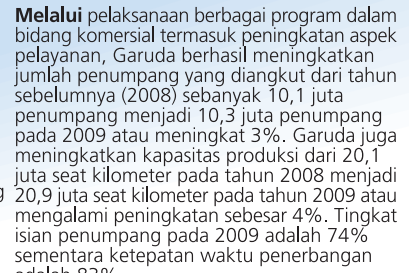 Melalui pelaksanaan berbagai program dalam
bidang komersial termasuk peningkatan aspek
pelayanan, Garuda berhasil meningkatkan
jumlah penumpang yang diangkut dari tahun
sebelumnya (2008) sebanyak 10,1 juta
penumpang menjadi 10,3 juta penumpang
pada 2009 atau meningkat 3%. Garuda juga
meningkatkan kapasitas produksi dari 20,1
juta seat kilometer pada tahun 2008 menjadi
20,9 juta seat kilometer pada tahun 2009 atau
mengalami peningkatan sebesar 4%. Tingkat
isian penumpang pada 2009 adalah 74%
sementara ketepatan waktu penerbangan
adalah 83%